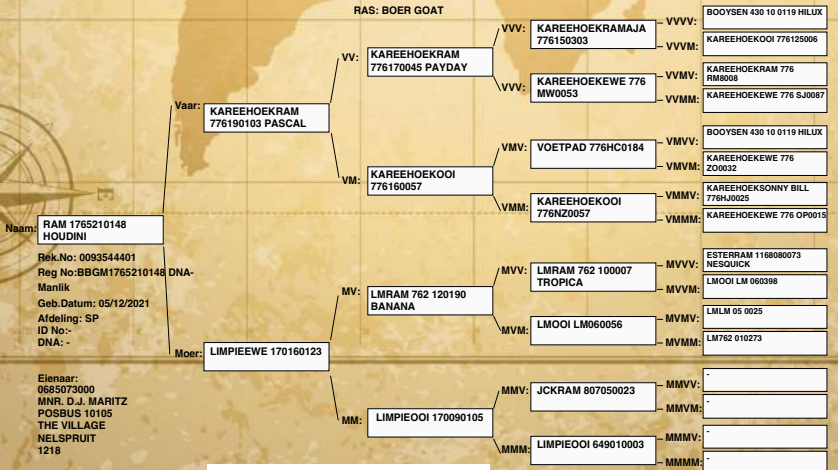 RAS: BOER GOAT
Naam:
RAM 1765210148
HOUDINI
Rek.No: 0093544401
Reg No:BBGM1765210148 DNA-
Manlik
Geb.Datum: 05/12/2021
Afdeling: SP
ID No:-
DNA: -
Eienaar:
0685073000
MNR. D.J. MARITZ
POSBUS 10105
THE VILLAGE
NELSPRUIT
1218
Vaar:
KAREEHOEKRAM
776190103 PASCAL
Moer:
LIMPIEEWE 170160123
VV:
KAREEHOEKRAM
776170045 PAYDAY
VM:
KAREEHOEKOOI
776160057
MV:
LMRAM 762 120190
BANANA
MM:
LIMPIEOOI 170090105
VVV:
KAREEHOEKRAMAJA
776150303
VVV:
KAREEHOEKEWE 776
MW0053
VMV:
VOETPAD 776HC0184
VMM:
KAREEHOEKOOI
776NZ0057
MVV:
LMRAM 762 100007
TROPICA
MVM:
LMOOI LM060056
MMV:
JCKRAM 807050023
MMM:
LIMPIEOOI 649010003
VVVV:
BOOYSEN 430 10 0119 HILUX
VVVM:
KAREEHOEKOOI 776125006
VVMV:
KAREEHOEKRAM 776
RM8008
VVMM:
KAREEHOEKEWE 776 SJ0087
VMVV:
BOOYSEN 430 10 0119 HILUX
VMVM:
KAREEHOEKEWE 776
ZO0032
VMMV:
KAREEHOEKSONNY BILL
776HJ0025
VMMM:
KAREEHOEKEWE 776 OP0015
MVVV:
ESTERRAM 1168080073
NESQUICK
MVVM:
LMOOI LM 060398
MVMV:
LMLM 05 0025
MVMM:
LM762 010273
MMVV:
-
MMVM:
-
MMMV:
-
MMMM:
-
E